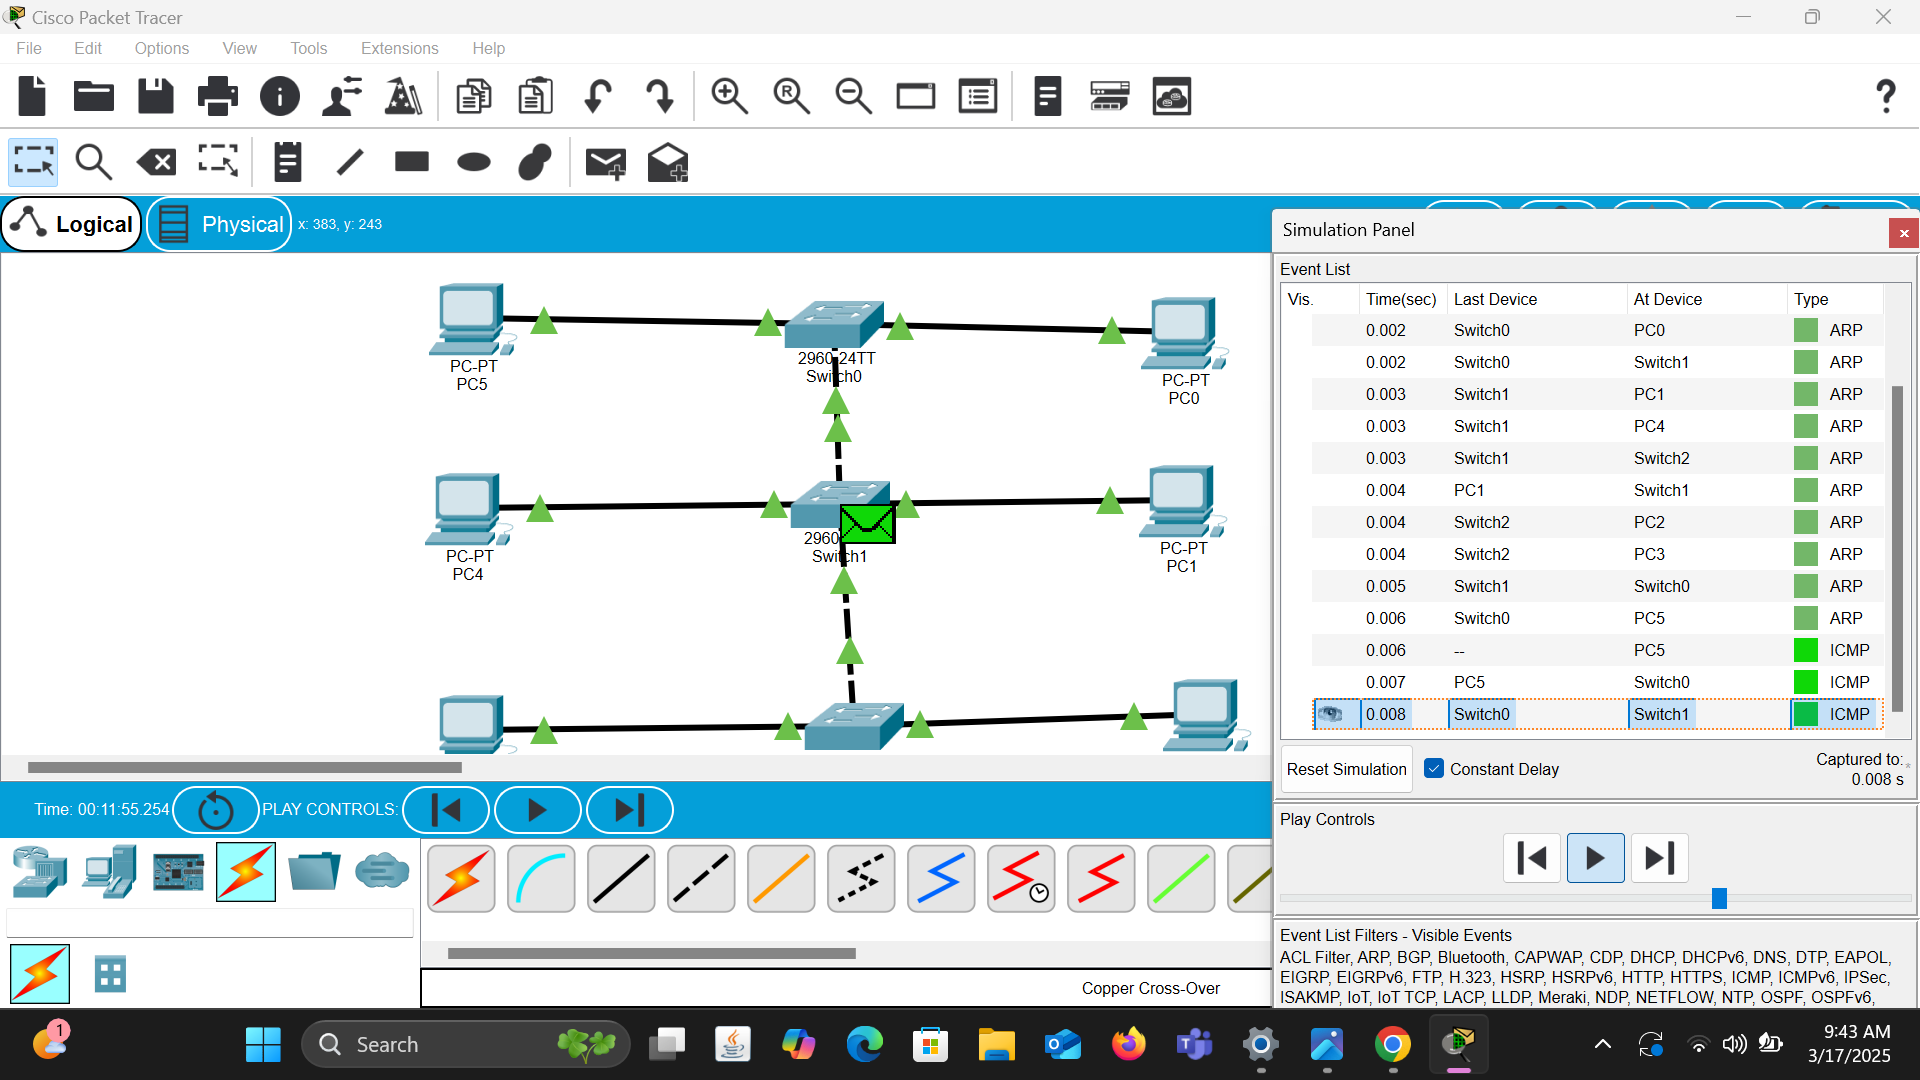 Cisco Packet Tracer
File Edit Options View Tools Extensions Help
R
?
Logical Physical x: 383, y: 243
PC-PT
PC5
2960-24TT
Switch0
PC-PT
PC0
PC-PT
PC4
2960
Switch1
PC-PT
PC1
Simulation Panel
Event List
Vis. Time(sec) Last Device At Device Type
0.002 Switch0 PC0 ARP
0.002 Switch0 Switch1 ARP
0.003 Switch1 PC1 ARP
0.003 Switch1 PC4 ARP
0.003 Switch1 Switch2 ARP
0.004 PC1 Switch1 ARP
0.004 Switch2 PC2 ARP
0.004 Switch2 PC3 ARP
0.005 Switch1 Switch0 ARP
0.006 Switch0 PC5 ARP
0.006 -- PC5 ICMP
0.007 PC5 Switch0 ICMP
0.008 Switch0 Switch1 ICMP
Reset Simulation Constant Delay Captured to:*
0.008 s
Play Controls
Event List Filters - Visible Events
ACL Filter, ARP, BGP, Bluetooth, CAPWAP, CDP, DHCP, DHCPv6, DNS, DTP, EAPOL,
EIGRP, EIGRPv6, FTP, H.323, HSRP, HSRPv6, HTTP, HTTPS, ICMP, ICMPv6, IPSec,
ISAKMP, IoT, IoT TCP, LACP, LLDP, Meraki, NDP, NETFLOW, NTP, OSPF, OSPFv6,
Time: 00:11:55.254 PLAY CONTROLS:
Copper Cross-Over
1
Search
9:43 AM
3/17/2025